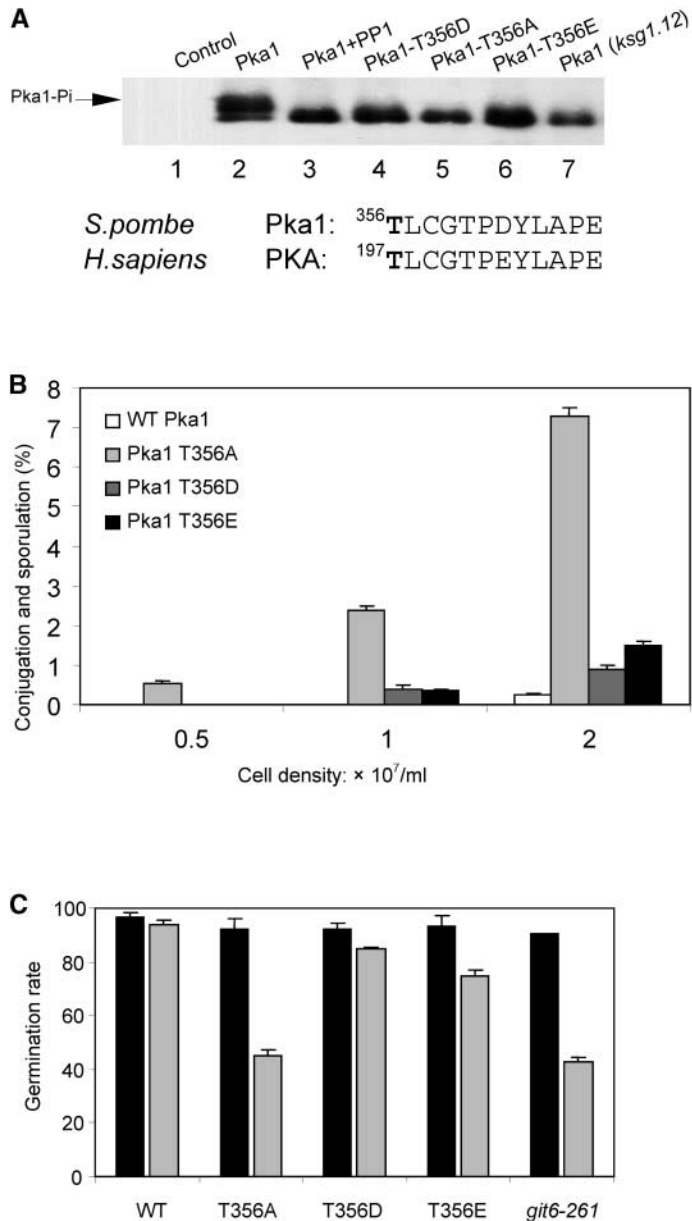 A
Control
Pka1
Pka1+PP1
Pka1-T356D
Pka1-T356A
Pka1-T356E
Pka1 (ksg1.12)
Pka1-Pi
1 2 3 4 5 6 7
S.pombe Pka1: 356TLCGTPDYLAPE
H.sapiens PKA: 197TLCGTPEYLAPE
B
8
7
6
5
4
3
2
1
0
Conjugation and sporulation (%)
WT Pka1
Pka1 T356A
Pka1 T356D
Pka1 T356E
0.5 1 2
Cell density: × 10^7/ml
C
100
80
60
40
20
0
Germination rate
WT T356A T356D T356E git6-261